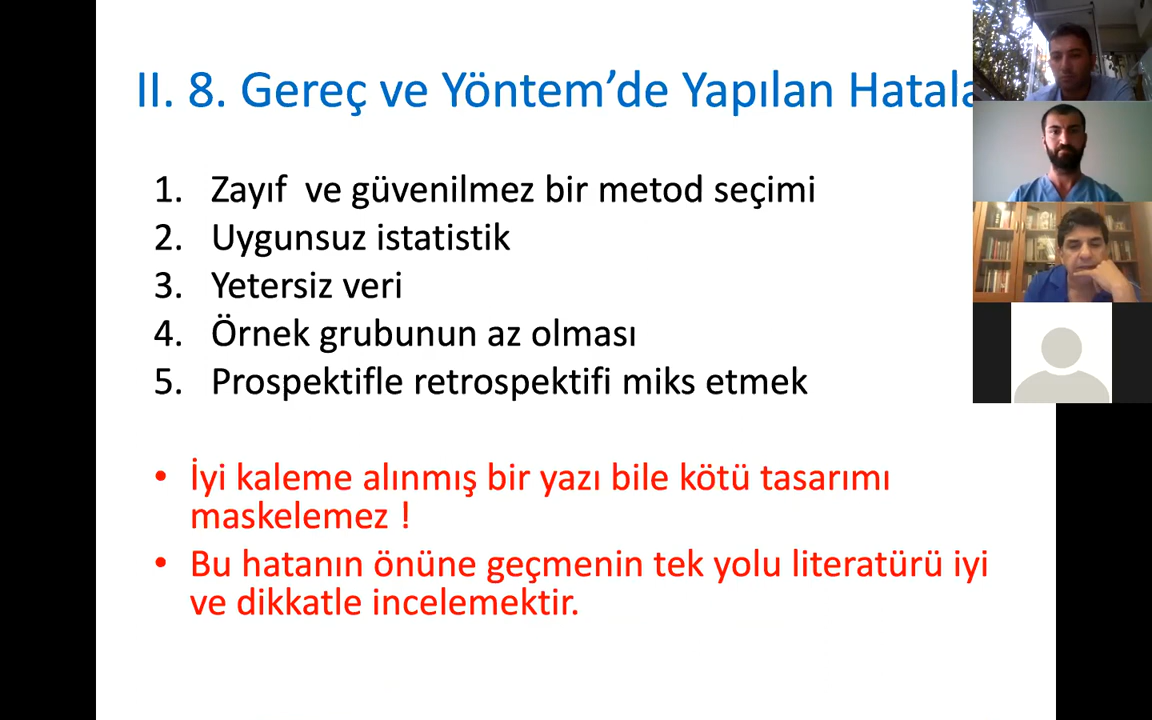 II. 8. Gereç ve Yöntem’de Yapılan Hatala
1. Zayıf ve güvenilmez bir metod seçimi
2. Uygunsuz istatistik
3. Yetersiz veri
4. Örnek grubunun az olması
5. Prospektifle retrospektifi miks etmek
• İyi kaleme alınmış bir yazı bile kötü tasarımı
maskelemez !
• Bu hatanın önüne geçmenin tek yolu literatürü iyi
ve dikkatle incelemektir.